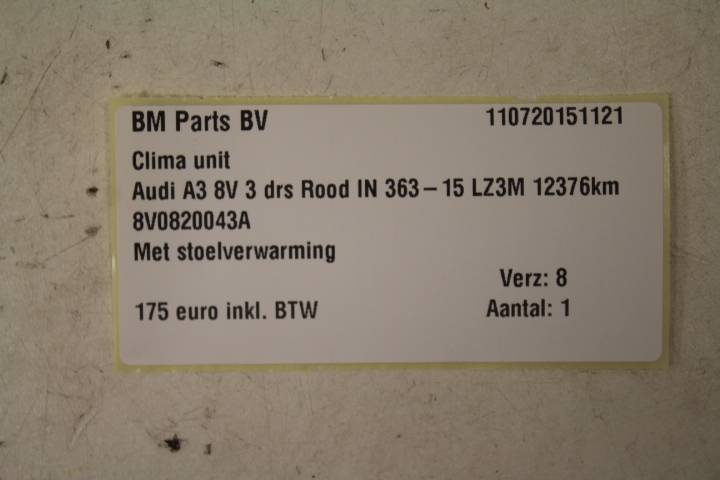 BM Parts BV 110720151121
Clima unit
Audi A3 8V 3 drs Rood IN 363-15 LZ3M 12376km
8V0820043A
Met stoelverwarming
Verz: 8
175 euro inkl. BTW Aantal: 1